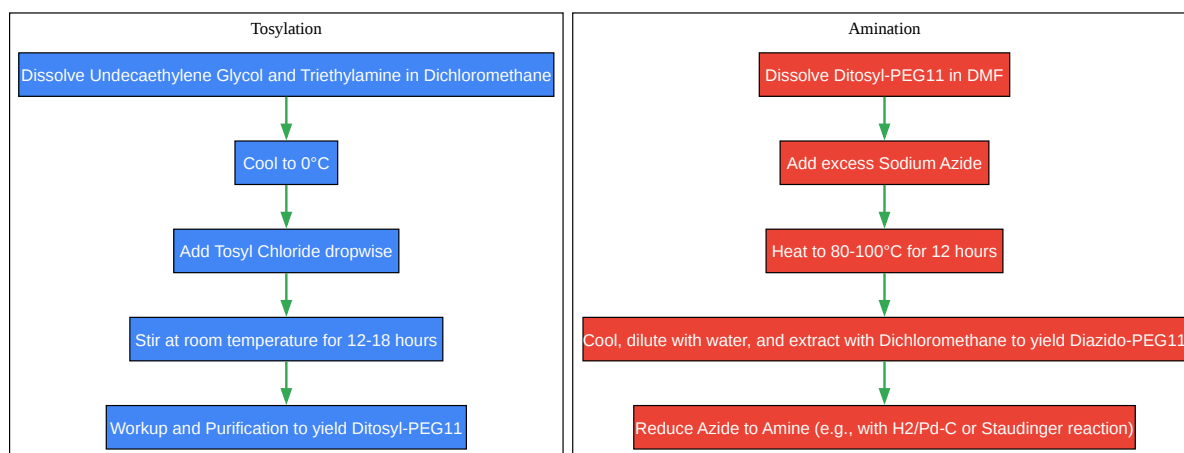 Tosylation
Dissolve Undecaethylene Glycol and Triethylamine in Dichloromethane
Cool to 0°C
Add Tosyl Chloride dropwise
Stir at room temperature for 12-18 hours
Workup and Purification to yield Ditosyl-PEG11
Amination
Dissolve Ditosyl-PEG11 in DMF
Add excess Sodium Azide
Heat to 80-100°C for 12 hours
Cool, dilute with water, and extract with Dichloromethane to yield Diazido-PEG11
Reduce Azide to Amine (e.g., with H2/Pd-C or Staudinger reaction)